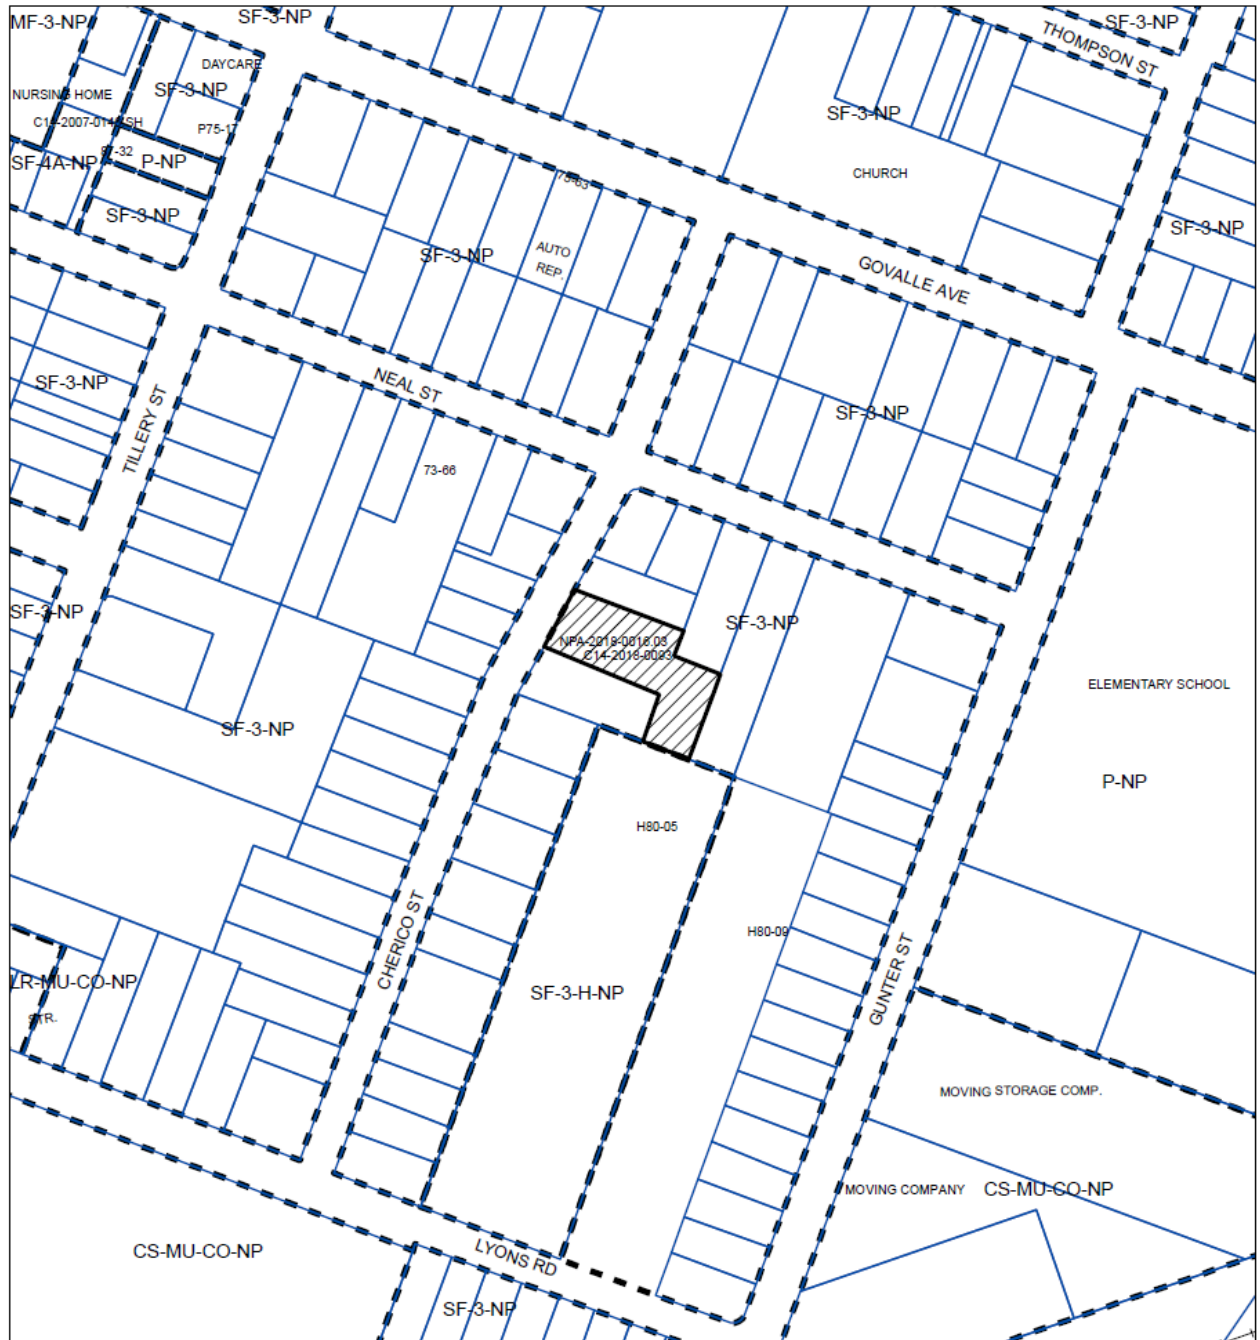 MF-3-NP
SF-3-NP
SF-3-NP
THOMPSON ST
DAYCARE
SF-3-NP
NURSING HOME
SF-3-NP
P75-17
87-32
SF-4A-NP
P-NP
CHURCH
75-63
SF-3-NP
SF-3-NP
AUTO
REP.
SF-3-NP
GOVALLE AVE
NEAL ST
SF-3-NP
SF-3-NP
TILLERY ST
73-66
SF-3-NP
SF-3-NP
NPA-2018-0016.03
C14-2018-0093
ELEMENTARY SCHOOL
SF-3-NP
P-NP
H80-05
H80-09
CHERICO ST
GUNTER ST
LR-MU-CO-NP
SF-3-H-NP
STR.
MOVING STORAGE COMP.
MOVING COMPANY
CS-MU-CO-NP
CS-MU-CO-NP
LYONS RD
SF-3-NP